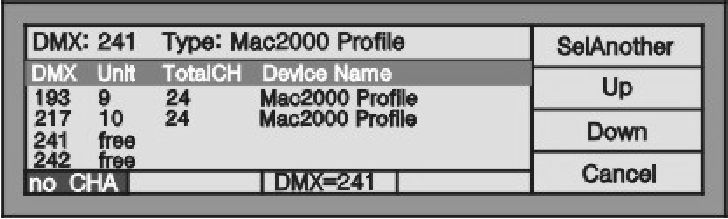 DMX: 241 Type: Mac2000 Profile
DMX Unit TotalCH Device Name
193 9 24 Mac2000 Profile
217 10 24 Mac2000 Profile
241 free
242 free
no CHA DMX=241
SelAnother
Up
Down
Cancel